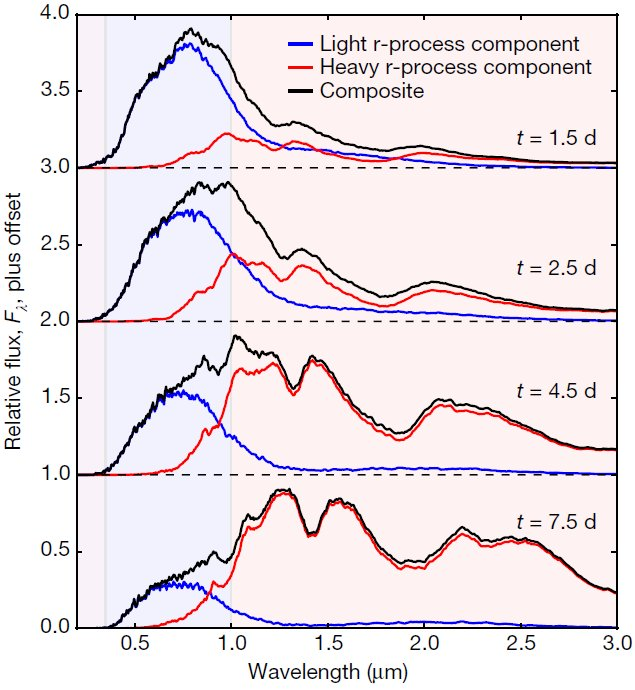 4.0
Light r-process component
Heavy r-process component
Composite
3.5
t = 1.5 d
3.0
2.5
t = 2.5 d
2.0
1.5
t = 4.5 d
1.0
0.5
t = 7.5 d
0.0
0.5 1.0 1.5 2.0 2.5 3.0
Wavelength (μm)
Relative flux, Fλ, plus offset